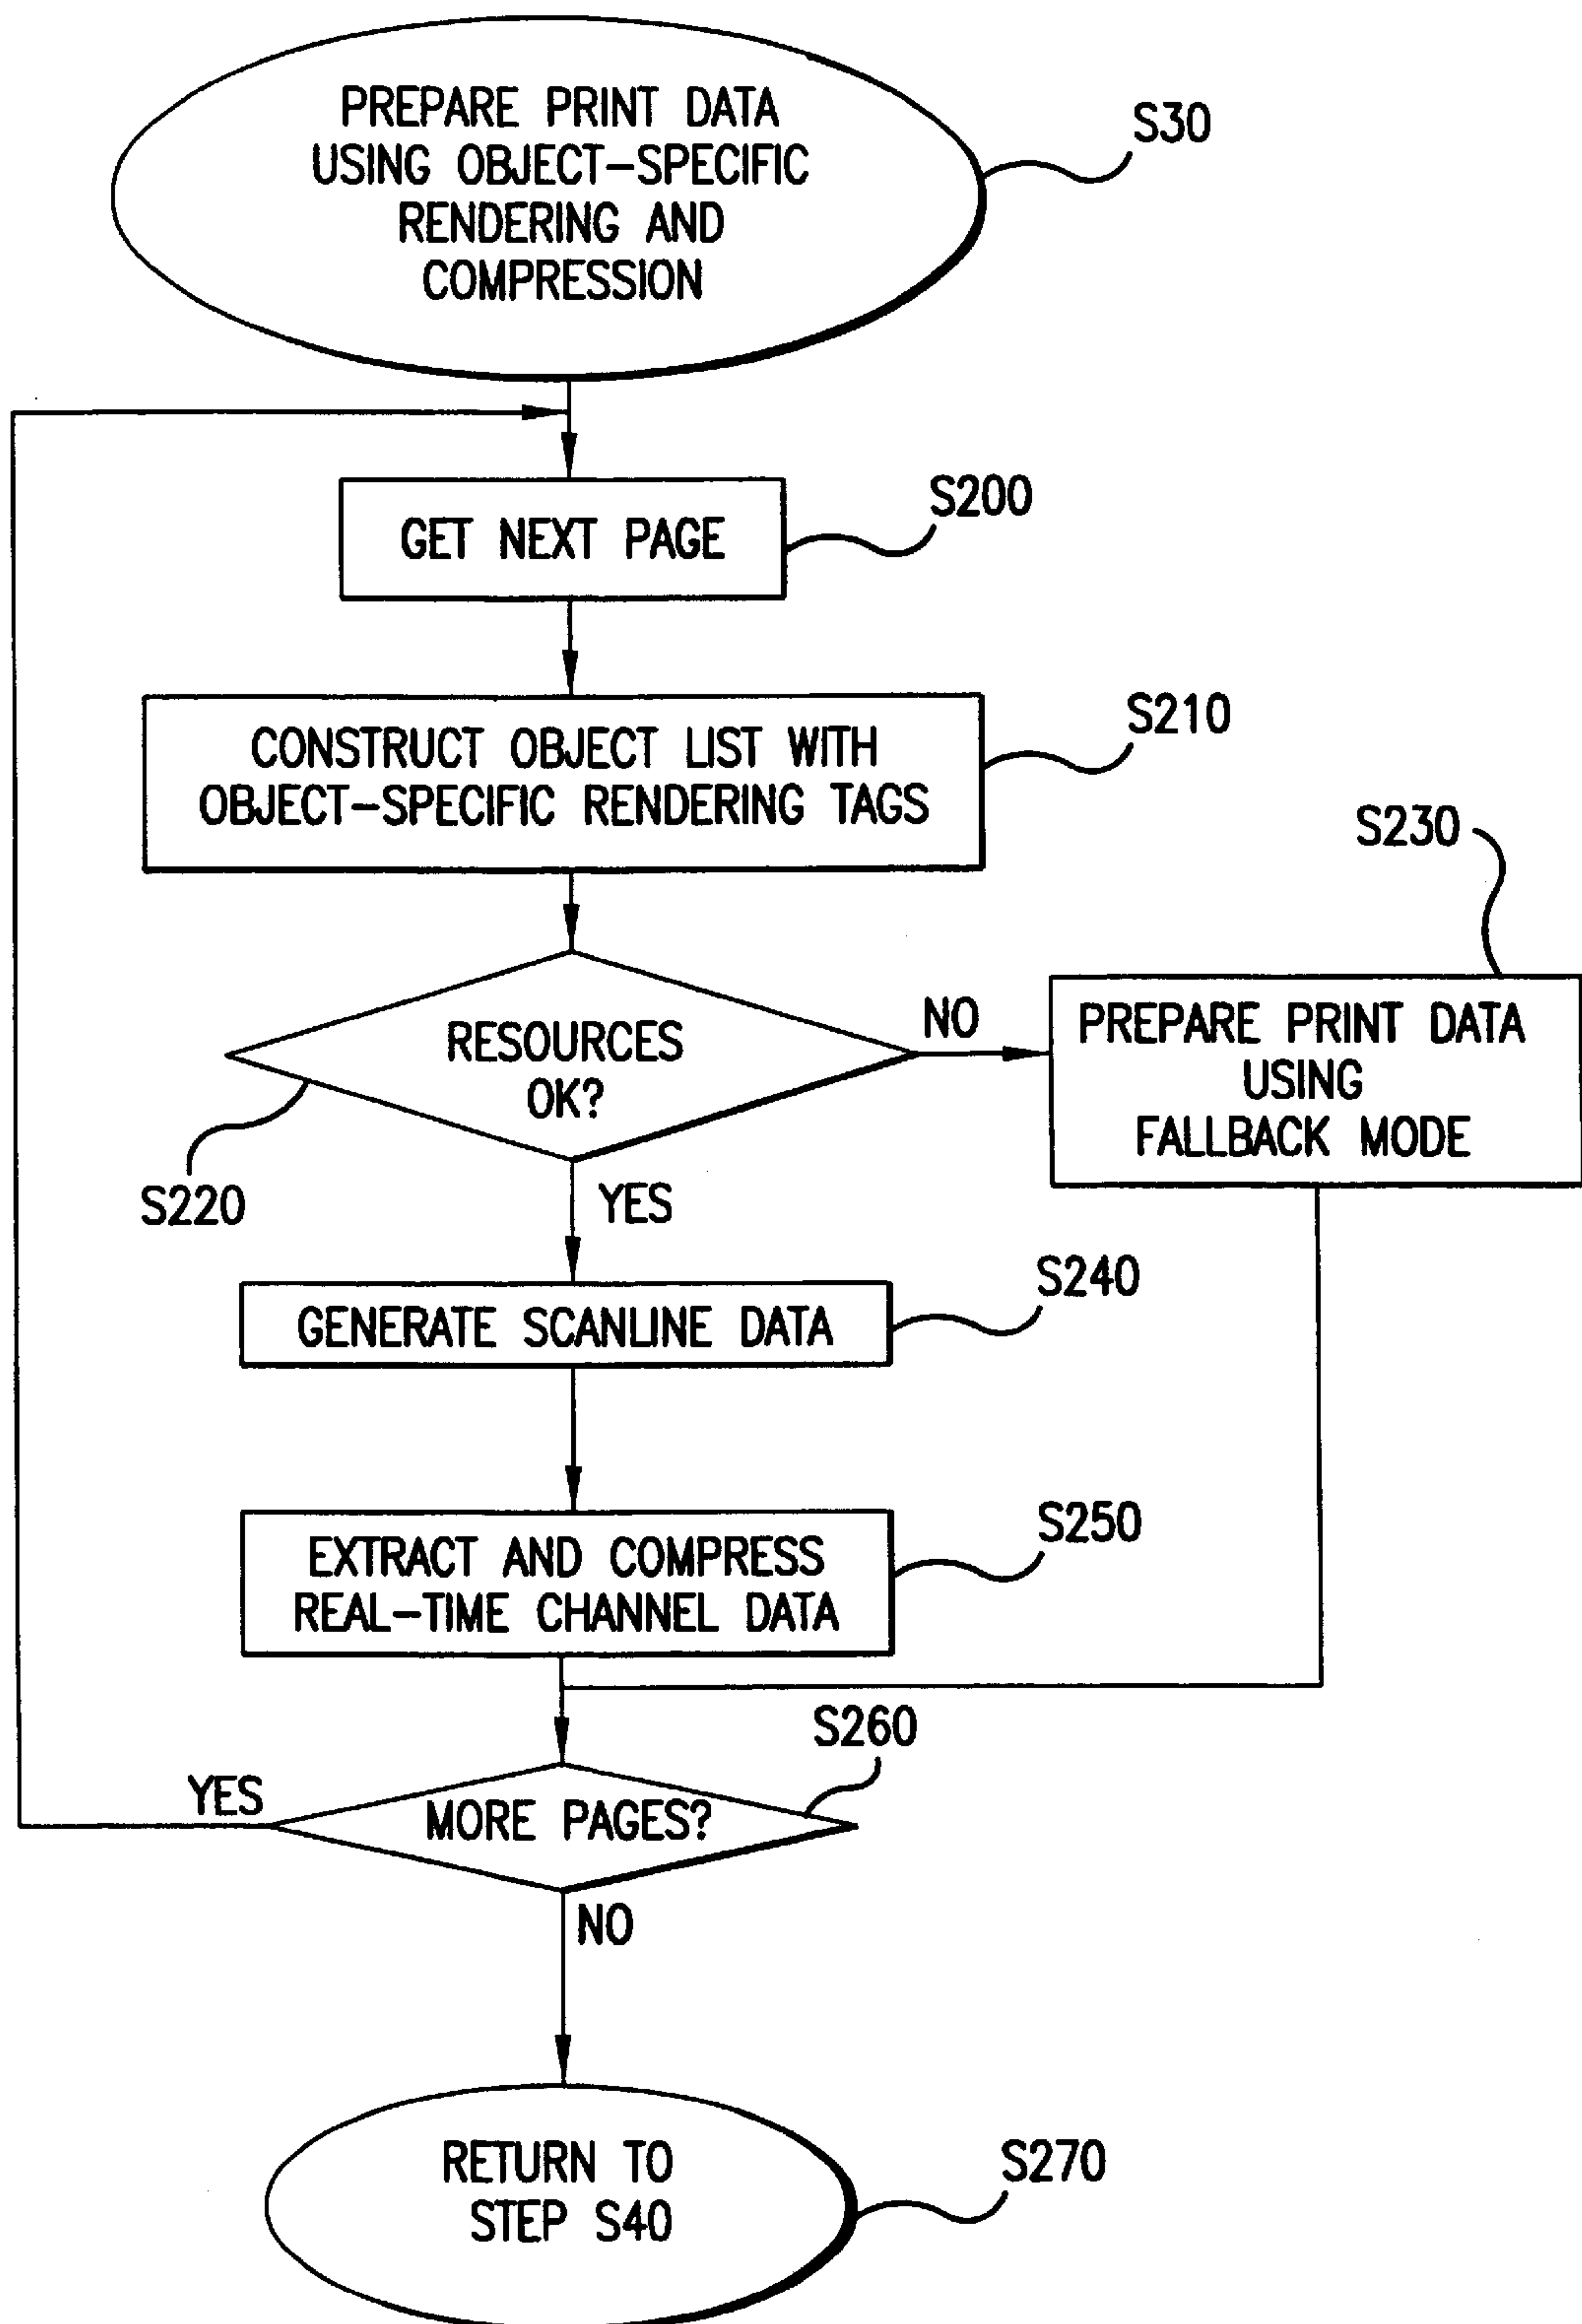 PREPARE PRINT DATA
USING OBJECT-SPECIFIC
RENDERING AND
COMPRESSION
S30
GET NEXT PAGE
S200
CONSTRUCT OBJECT LIST WITH
OBJECT-SPECIFIC RENDERING TAGS
S210
RESOURCES
OK?
S220
NO
PREPARE PRINT DATA
USING
FALLBACK MODE
S230
YES
GENERATE SCANLINE DATA
S240
EXTRACT AND COMPRESS
REAL-TIME CHANNEL DATA
S250
MORE PAGES?
S260
YES
NO
RETURN TO
STEP S40
S270